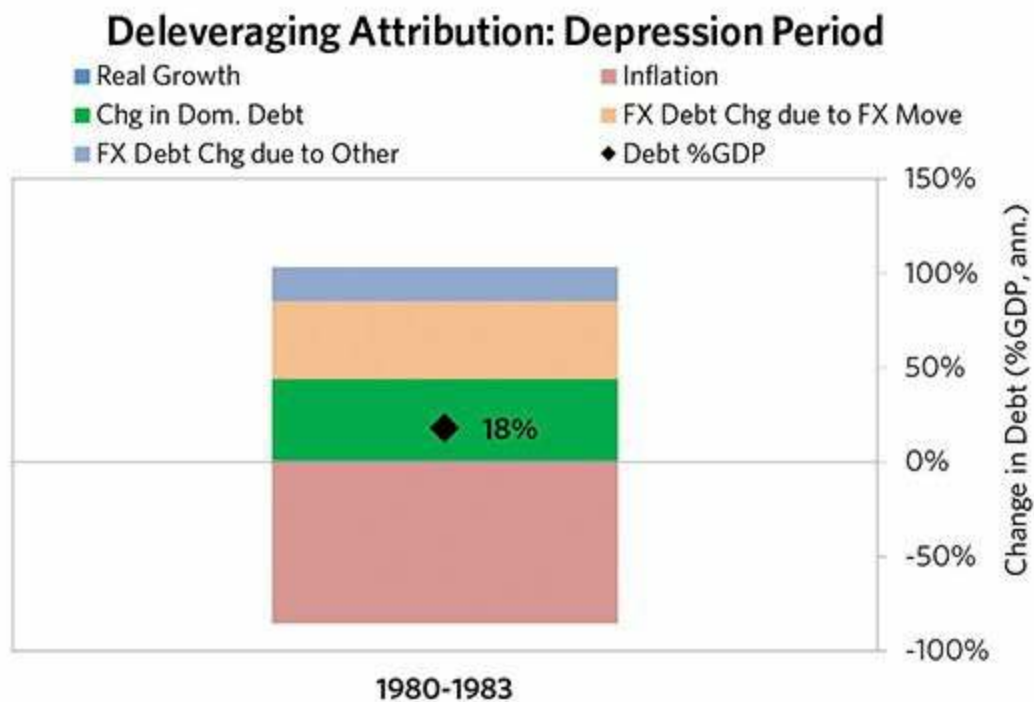 Deleveraging Attribution: Depression Period
Real Growth
Inflation
Chg in Dom. Debt
FX Debt Chg due to FX Move
FX Debt Chg due to Other
Debt %GDP
150%
100%
50%
0%
-50%
-100%
Change in Debt (%GDP, ann.)
18%
1980-1983